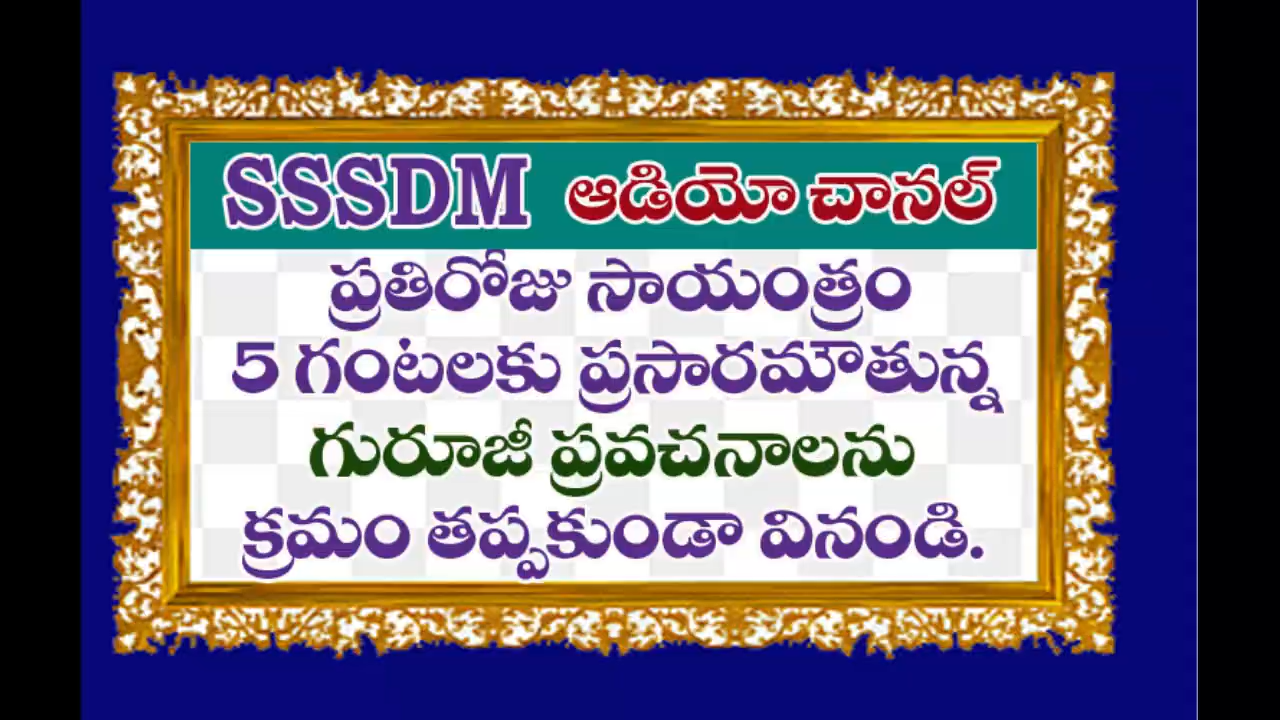 SSSDM ఆడియో చానల్
ప్రతిరోజు సాయంత్రం
5 గంటలకు ప్రసారమౌతున్న
గురూజీ ప్రవచనాలను
క్రమం తప్పకుండా వినండి.